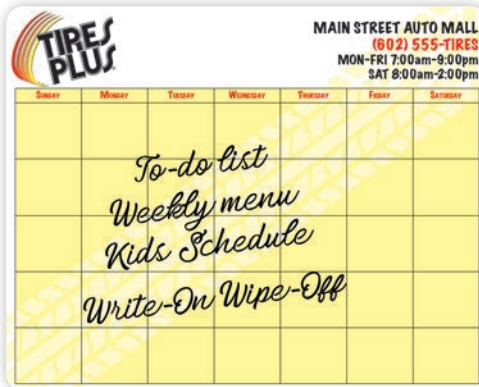 TIRES
PLUS
MAIN STREET AUTO MALL
(602) 555-TIRES
MON-FRI 7:00am-9:00pm
SAT 8:00am-2:00pm
SUNDAY MONDAY TUESDAY WEDNESDAY THURSDAY FRIDAY SATURDAY
To-do list
Weekly menu
Kids Schedule
Write-On Wipe-Off